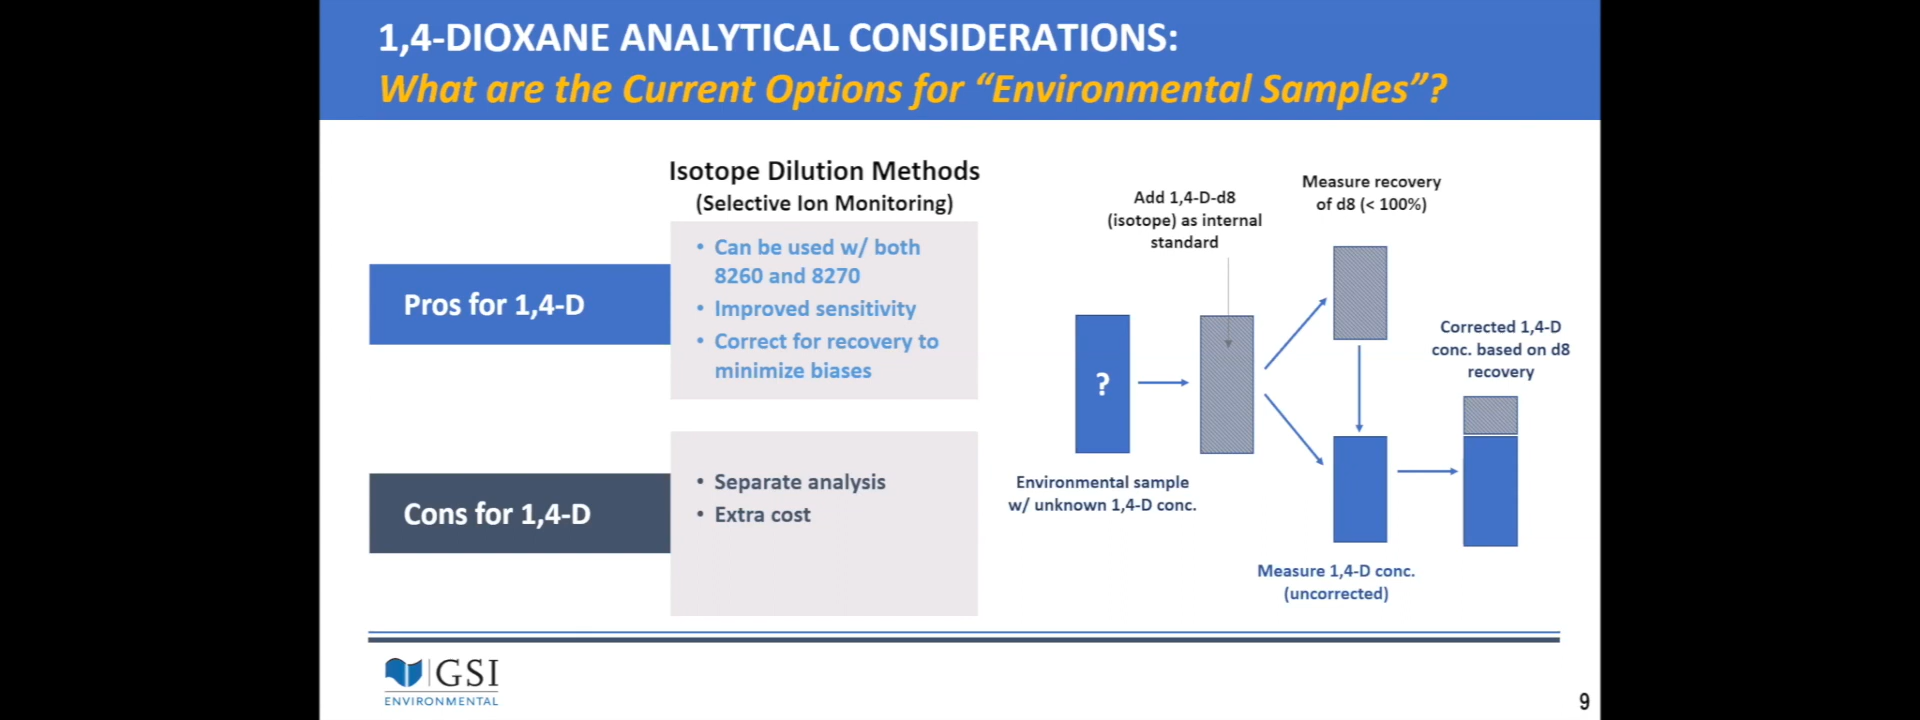 1,4-DIOXANE ANALYTICAL CONSIDERATIONS:
What are the Current Options for “Environmental Samples”?
Isotope Dilution Methods
(Selective Ion Monitoring)
Pros for 1,4-D
• Can be used w/ both
8260 and 8270
• Improved sensitivity
• Correct for recovery to
minimize biases
Cons for 1,4-D
• Separate analysis
• Extra cost
Add 1,4-D-d8
(isotope) as internal
standard
Measure recovery
of d8 (< 100%)
?
Environmental sample
w/ unknown 1,4-D conc.
Corrected 1,4-D
conc. based on d8
recovery
Measure 1,4-D conc.
(uncorrected)
GSI
ENVIRONMENTAL
9